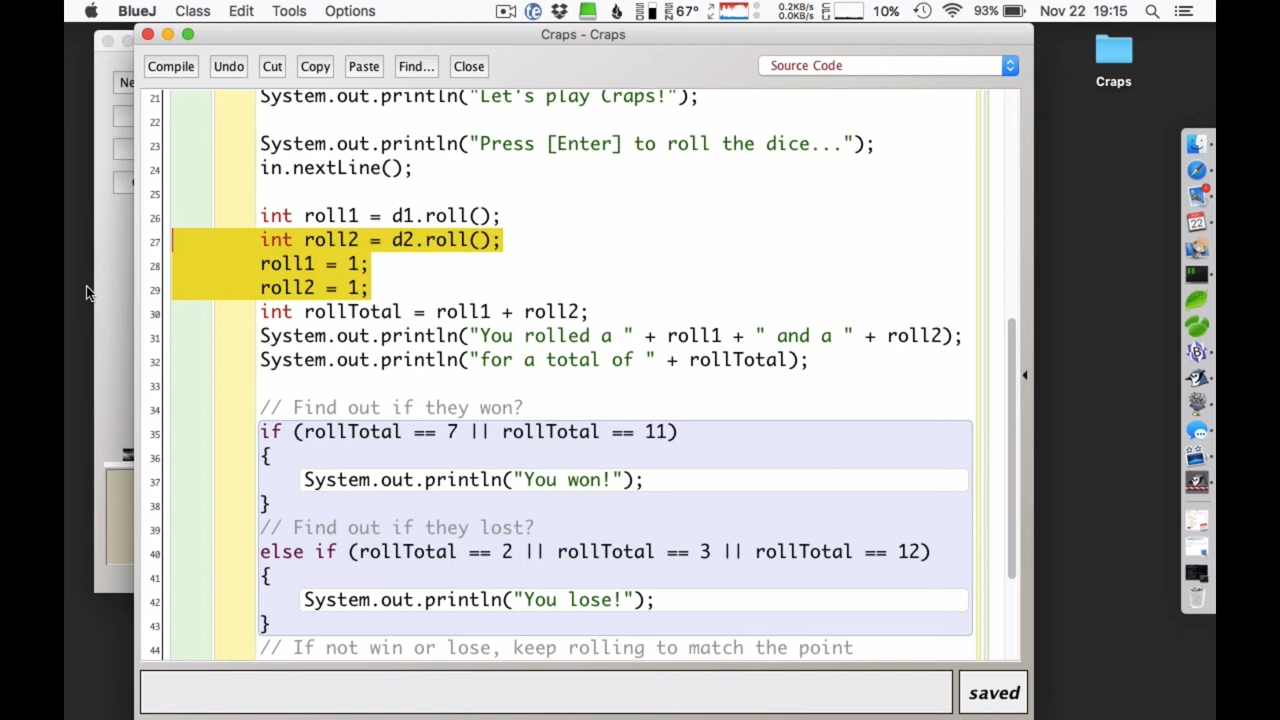 BlueJ Class Edit Tools Options 67° 0.2KB/s 0.0KB/s 10% 93% Nov 22 19:15
Craps - Craps
Compile Undo Cut Copy Paste Find... Close Source Code
Ne
Craps
21 System.out.println("Let's play Craps!");
22
23 System.out.println("Press [Enter] to roll the dice...");
24 in.nextLine();
25
26 int roll1 = d1.roll();
27 int roll2 = d2.roll();
28 roll1 = 1;
29 roll2 = 1;
30 int rollTotal = roll1 + roll2;
31 System.out.println("You rolled a " + roll1 + " and a " + roll2);
32 System.out.println("for a total of " + rollTotal);
33
34 // Find out if they won?
35 if (rollTotal == 7 || rollTotal == 11)
36 {
37 System.out.println("You won!");
38 }
39 // Find out if they lost?
40 else if (rollTotal == 2 || rollTotal == 3 || rollTotal == 12)
41 {
42 System.out.println("You lose!");
43 }
44 // If not win or lose, keep rolling to match the point
saved